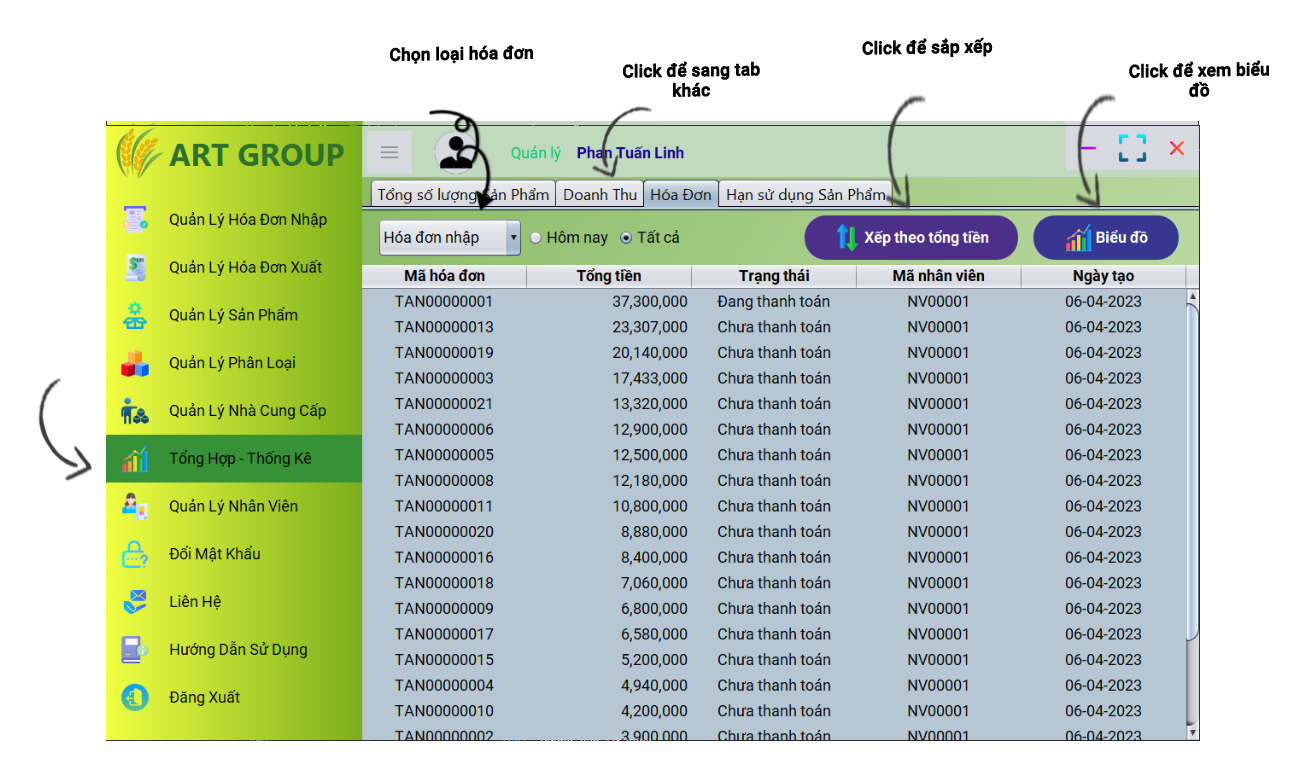 Chọn loại hóa đơn
Click để sang tab
khác
Click để sắp xếp
Click để xem biểu
đồ
ART GROUP
Quản lý Phan Tuấn Linh
Tổng số lượng Sản Phẩm Doanh Thu Hóa Đơn Hạn sử dụng Sản Phẩm
Hóa đơn nhập Hôm nay Tất cả Xếp theo tổng tiền Biểu đồ
Quản Lý Hóa Đơn Nhập
Quản Lý Hóa Đơn Xuất
Quản Lý Sản Phẩm
Quản Lý Phân Loại
Quản Lý Nhà Cung Cấp
Tổng Hợp - Thống Kê
Quản Lý Nhân Viên
Đổi Mật Khẩu
Liên Hệ
Hướng Dẫn Sử Dụng
Đăng Xuất
Mã hóa đơn Tổng tiền Trạng thái Mã nhân viên Ngày tạo
TAN00000001 37,300,000 Đang thanh toán NV00001 06-04-2023
TAN00000013 23,307,000 Chưa thanh toán NV00001 06-04-2023
TAN00000019 20,140,000 Chưa thanh toán NV00001 06-04-2023
TAN00000003 17,433,000 Chưa thanh toán NV00001 06-04-2023
TAN00000021 13,320,000 Chưa thanh toán NV00001 06-04-2023
TAN00000006 12,900,000 Chưa thanh toán NV00001 06-04-2023
TAN00000005 12,500,000 Chưa thanh toán NV00001 06-04-2023
TAN00000008 12,180,000 Chưa thanh toán NV00001 06-04-2023
TAN00000011 10,800,000 Chưa thanh toán NV00001 06-04-2023
TAN00000020 8,880,000 Chưa thanh toán NV00001 06-04-2023
TAN00000016 8,400,000 Chưa thanh toán NV00001 06-04-2023
TAN00000018 7,060,000 Chưa thanh toán NV00001 06-04-2023
TAN00000009 6,800,000 Chưa thanh toán NV00001 06-04-2023
TAN00000017 6,580,000 Chưa thanh toán NV00001 06-04-2023
TAN00000015 5,200,000 Chưa thanh toán NV00001 06-04-2023
TAN00000004 4,940,000 Chưa thanh toán NV00001 06-04-2023
TAN00000010 4,200,000 Chưa thanh toán NV00001 06-04-2023
TAN00000002 3,900,000 Chưa thanh toán NV00001 06-04-2023